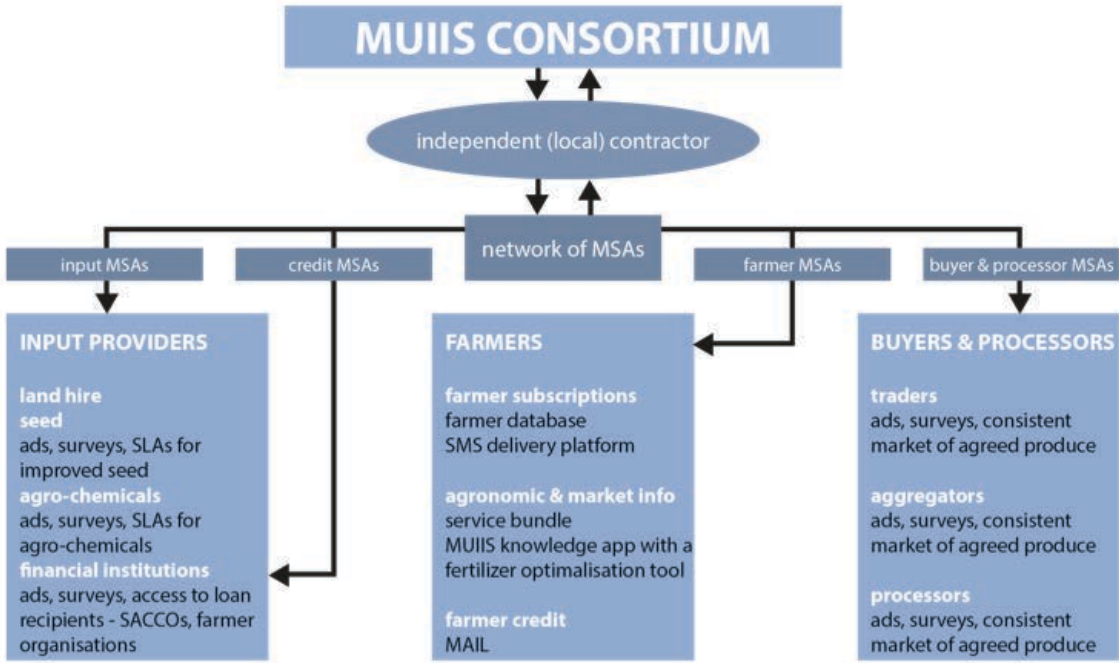 MUIIS CONSORTIUM
independent (local) contractor
network of MSAs
input MSAs
credit MSAs
farmer MSAs
buyer & processor MSAs
INPUT PROVIDERS
land hire
seed
ads, surveys, SLAs for
improved seed
agro-chemicals
ads, surveys, SLAs for
agro-chemicals
financial institutions
ads, surveys, access to loan
recipients - SACCOs, farmer
organisations
FARMERS
farmer subscriptions
farmer database
SMS delivery platform
agronomic & market info
service bundle
MUIIS knowledge app with a
fertilizer optimalisation tool
farmer credit
MAIL
BUYERS & PROCESSORS
traders
ads, surveys, consistent
market of agreed produce
aggregators
ads, surveys, consistent
market of agreed produce
processors
ads, surveys, consistent
market of agreed produce